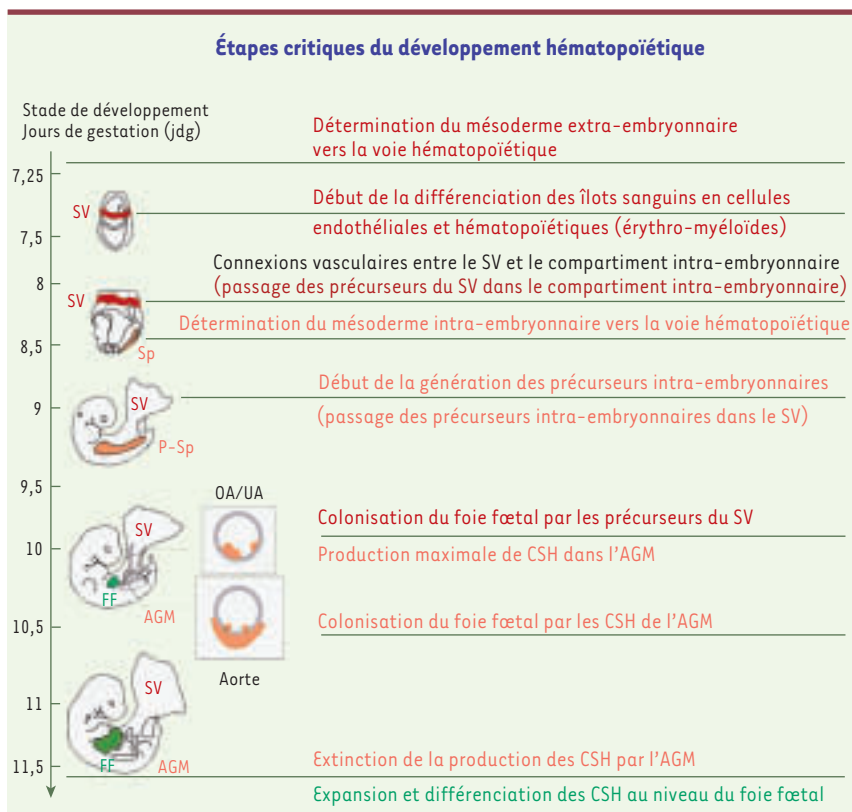 Étapes critiques du développement hématopoïétique
Stade de développement
Jours de gestation (jdg)
Détermination du mésoderme extra-embryonnaire
vers la voie hématopoïétique
7,25
SV
Début de la différenciation des îlots sanguins en cellules
endothéliales et hématopoïétiques (érythro-myéloïdes)
7,5
Connexions vasculaires entre le SV et le compartiment intra-embryonnaire
8
SV
(passage des précurseurs du SV dans le compartiment intra-embryonnaire)
Détermination du mésoderme intra-embryonnaire vers la voie hématopoïétique
8,5
Sp
Début de la génération des précurseurs intra-embryonnaires
9
SV
(passage des précurseurs intra-embryonnaires dans le SV)
P-Sp
9,5
OA/UA
SV
Colonisation du foie fœtal par les précurseurs du SV
10
Production maximale de CSH dans l'AGM
FF
AGM
10,5
Colonisation du foie fœtal par les CSH de l'AGM
Aorte
SV
11
Extinction de la production des CSH par l'AGM
11,5
FF
AGM
Expansion et différenciation des CSH au niveau du foie fœtal